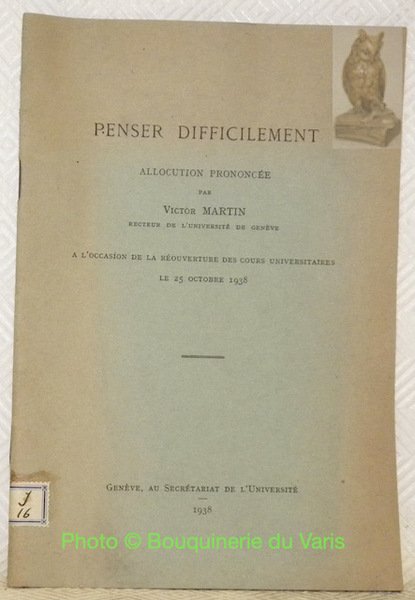 PENSER DIFFICILEMENT
ALLOCUTION PRONONCÉE
PAR
VICTOR MARTIN
RECTEUR DE L'UNIVERSITÉ DE GENÈVE
A L'OCCASION DE LA RÉOUVERTURE DES COURS UNIVERSITAIRES
LE 25 OCTOBRE 1938
GENÈVE, AU SECRÉTARIAT DE L'UNIVERSITÉ
1938
J
16
Photo © Bouquinerie du Varis